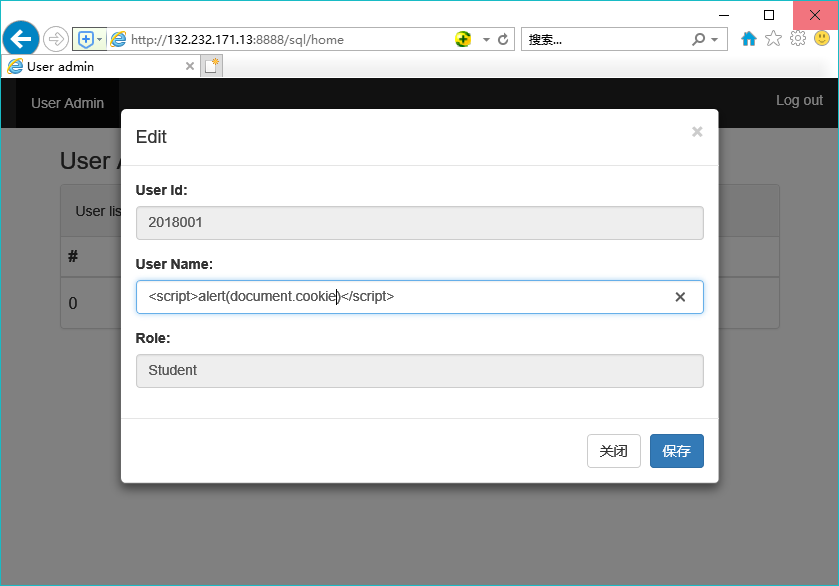 http://132.232.171.13:8888/sql/home
搜索...
User admin
User Admin
Log out
User A
Edit
×
User Id:
User lis
2018001
#
User Name:
0
<script>alert(document.cookie)</script>
Role:
Student
关闭
保存